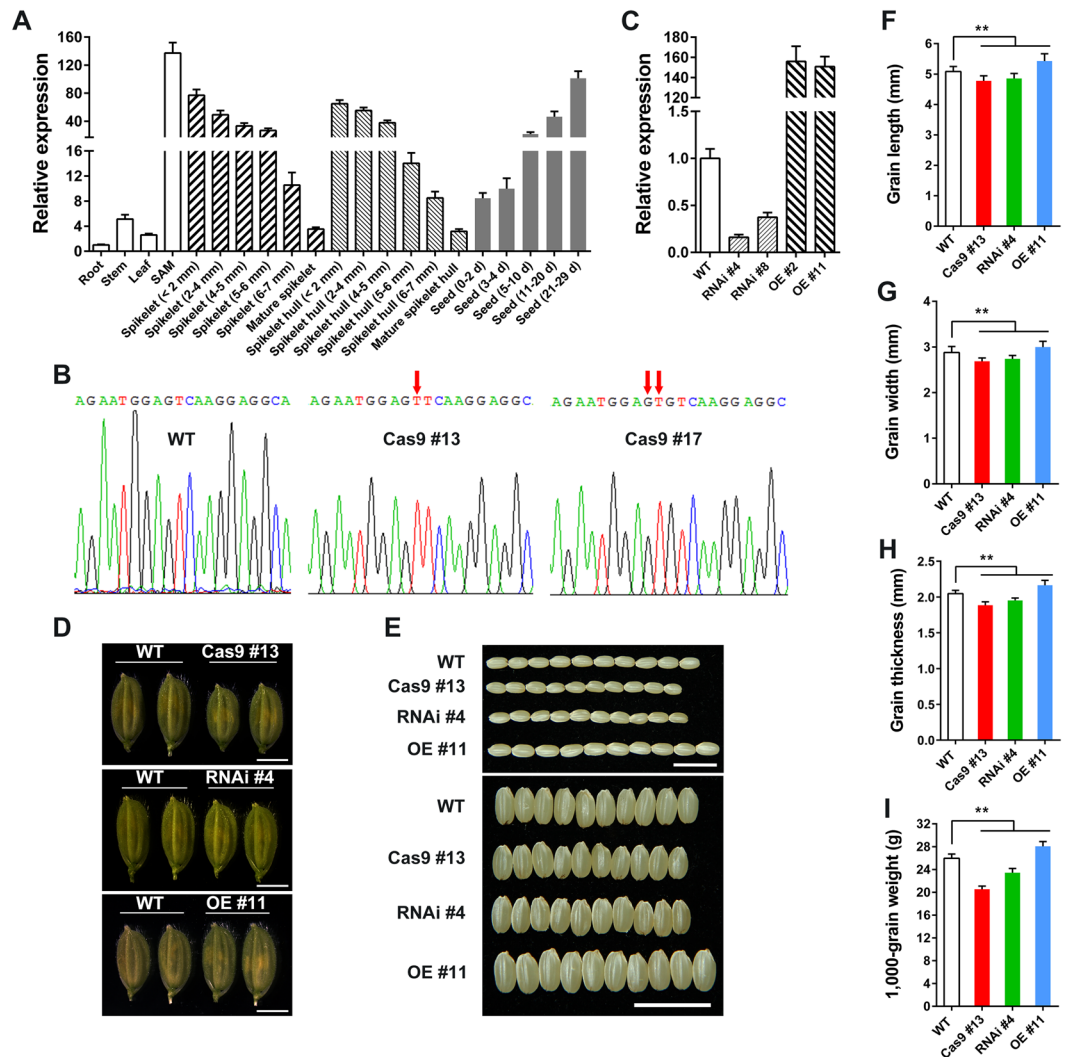 A
Relative expression
160
120
80
40
16
12
8
4
0
Root
Stem
Leaf
SAM
Spikelet (< 2 mm)
Spikelet (2-4 mm)
Spikelet (4-5 mm)
Spikelet (5-6 mm)
Spikelet (6-7 mm)
Mature spikelet
Spikelet hull (< 2 mm)
Spikelet hull (2-4 mm)
Spikelet hull (4-5 mm)
Spikelet hull (5-6 mm)
Spikelet hull (6-7 mm)
Mature spikelet hull
Seed (0-2 d)
Seed (3-4 d)
Seed (5-10 d)
Seed (11-20 d)
Seed (21-29 d)
C
Relative expression
180
160
140
120
100
1.0
0.5
0.0
WT
RNAi #4
RNAi #8
OE #2
OE #11
B
AGAATGGAGTCAAGGAGGCA
WT
AGAATGGAGTTCAAGGAGGC
Cas9 #13
AGAATGGAGTGTCAAGGAGGC
Cas9 #17
D
WT Cas9 #13
WT RNAi #4
WT OE #11
E
WT
Cas9 #13
RNAi #4
OE #11
WT
Cas9 #13
RNAi #4
OE #11
F
Grain length (mm)
6
5
4
3
2
1
0
**
WT
Cas9 #13
RNAi #4
OE #11
G
Grain width (mm)
4
3
2
1
0
**
WT
Cas9 #13
RNAi #4
OE #11
H
Grain thickness (mm)
2.5
2.0
1.5
1.0
0.5
0.0
**
WT
Cas9 #13
RNAi #4
OE #11
I
1,000-grain weight (g)
32
28
24
20
16
12
8
4
0
**
WT
Cas9 #13
RNAi #4
OE #11